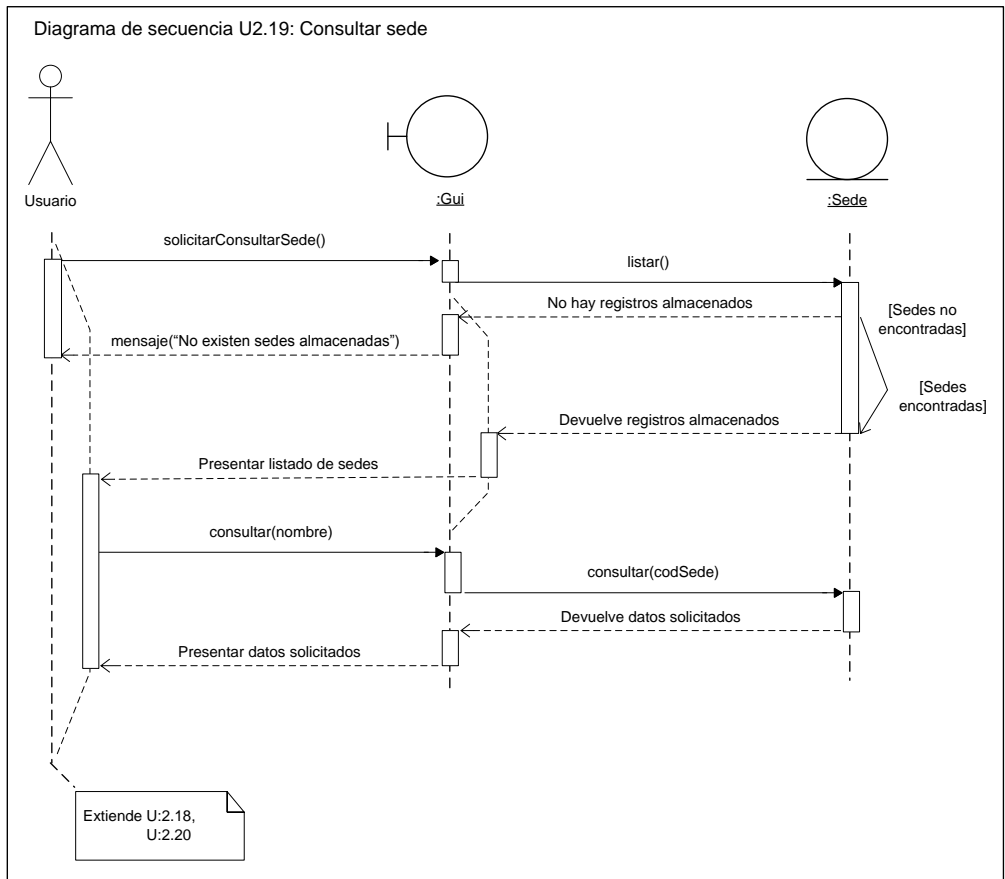 Diagrama de secuencia U2.19: Consultar sede
Usuario
:Gui
:Sede
solicitarConsultarSede()
listar()
No hay registros almacenados
[Sedes no
encontradas]
mensaje(“No existen sedes almacenadas”)
[Sedes
encontradas]
Devuelve registros almacenados
Presentar listado de sedes
consultar(nombre)
consultar(codSede)
Devuelve datos solicitados
Presentar datos solicitados
Extiende U:2.18,
U:2.20